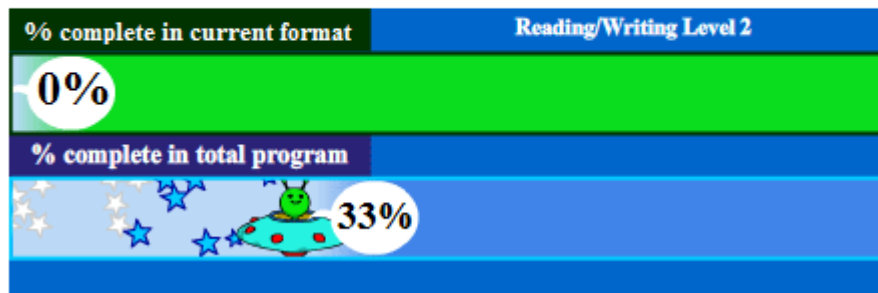 % complete in current format
Reading/Writing Level 2
0%
% complete in total program
33%